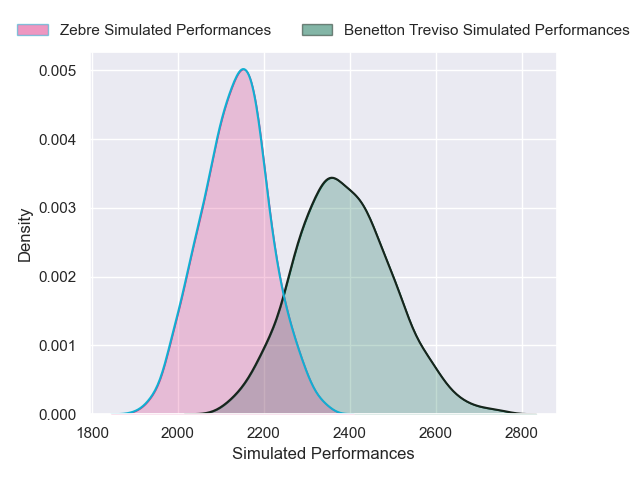 Zebre Simulated Performances Benetton Treviso Simulated Performances
0.005
0.004
0.003
0.002
0.001
0.000
Density
1800 2000 2200 2400 2600 2800
Simulated Performances